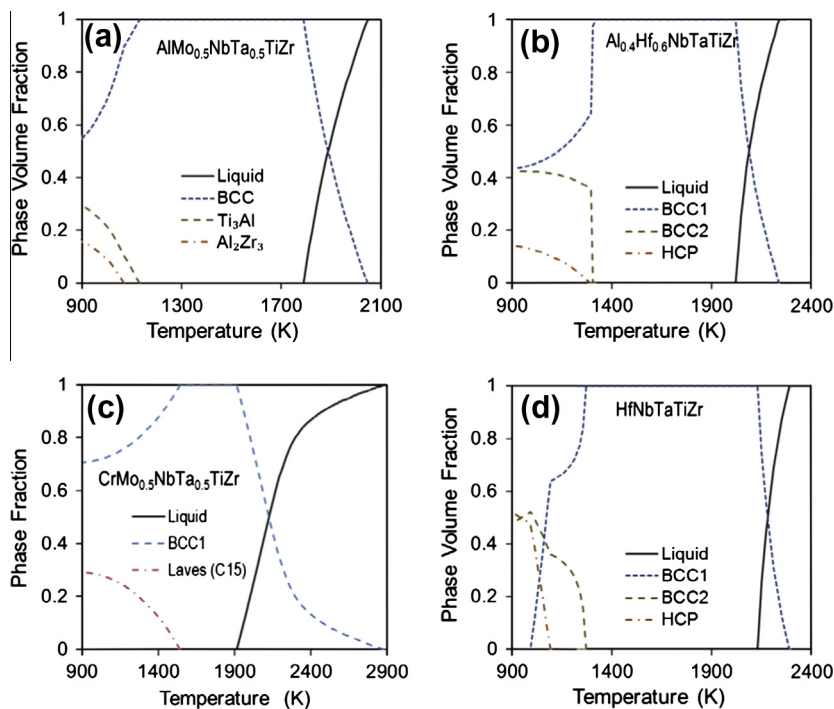 (a)
AlMo₀.₅NbTa₀.₅TiZr
Phase Volume Fraction
1
0.8
0.6
0.4
0.2
0
Liquid
BCC
Ti₃Al
Al₂Zr₃
900 1300 1700 2100
Temperature (K)
(b)
Al₀.₄Hf₀.₆NbTaTiZr
Phase Volume Fraction
1
0.8
0.6
0.4
0.2
0
Liquid
BCC1
BCC2
HCP
900 1400 1900 2400
Temperature (K)
(c)
CrMo₀.₅NbTa₀.₅TiZr
Phase Fraction
1
0.8
0.6
0.4
0.2
0
Liquid
BCC1
Laves (C15)
900 1400 1900 2400 2900
Temperature (K)
(d)
HfNbTaTiZr
Phase Volume Fraction
1
0.8
0.6
0.4
0.2
0
Liquid
BCC1
BCC2
HCP
900 1400 1900 2400
Temperature (K)